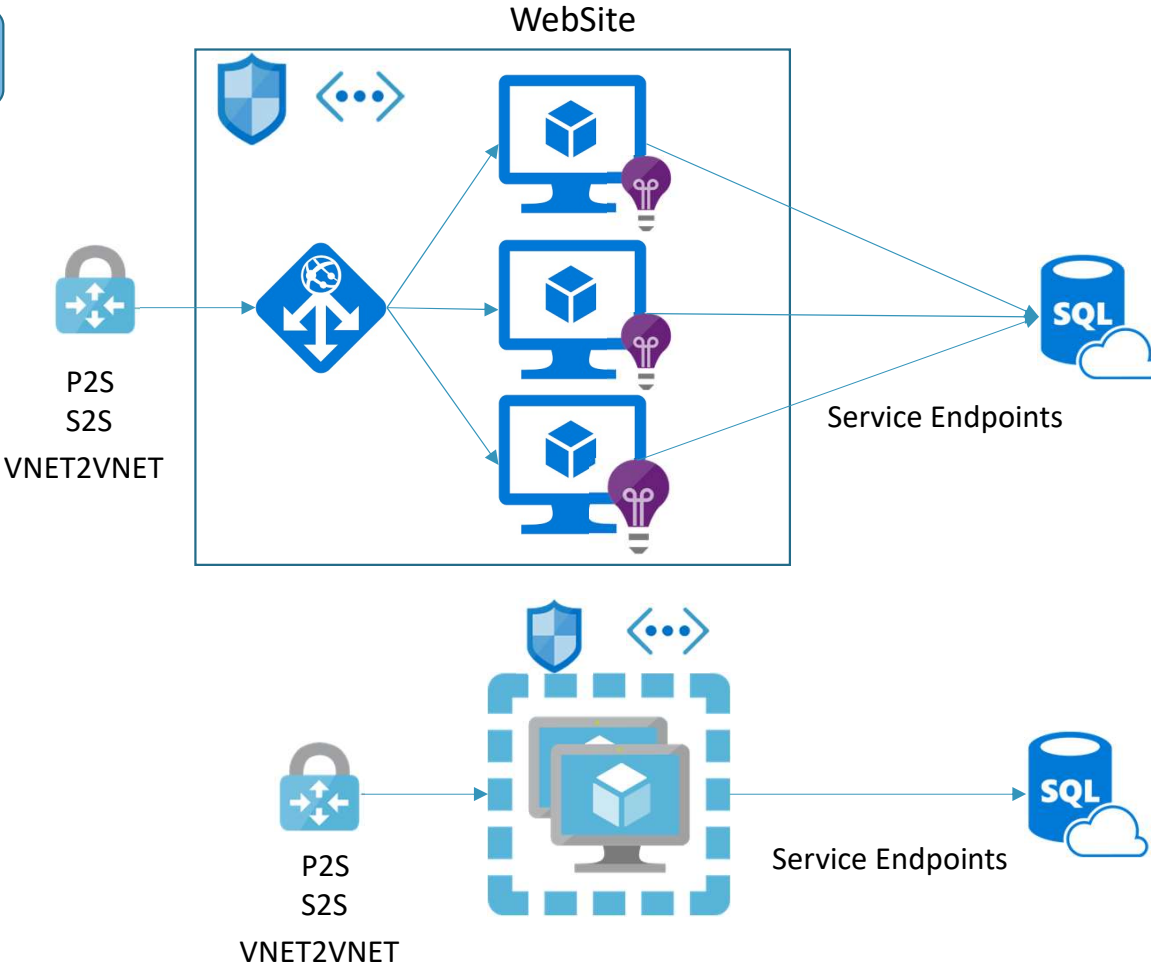 WebSite
P2S
S2S
VNET2VNET
SQL
Service Endpoints
P2S
S2S
VNET2VNET
SQL
Service Endpoints